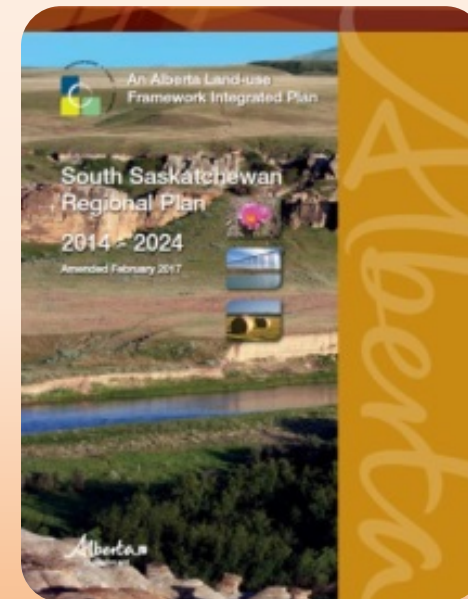 An Alberta Land-use
Framework Integrated Plan
South Saskatchewan
Regional Plan
2014 - 2024
Amended February 2017
Alberta
Alberta